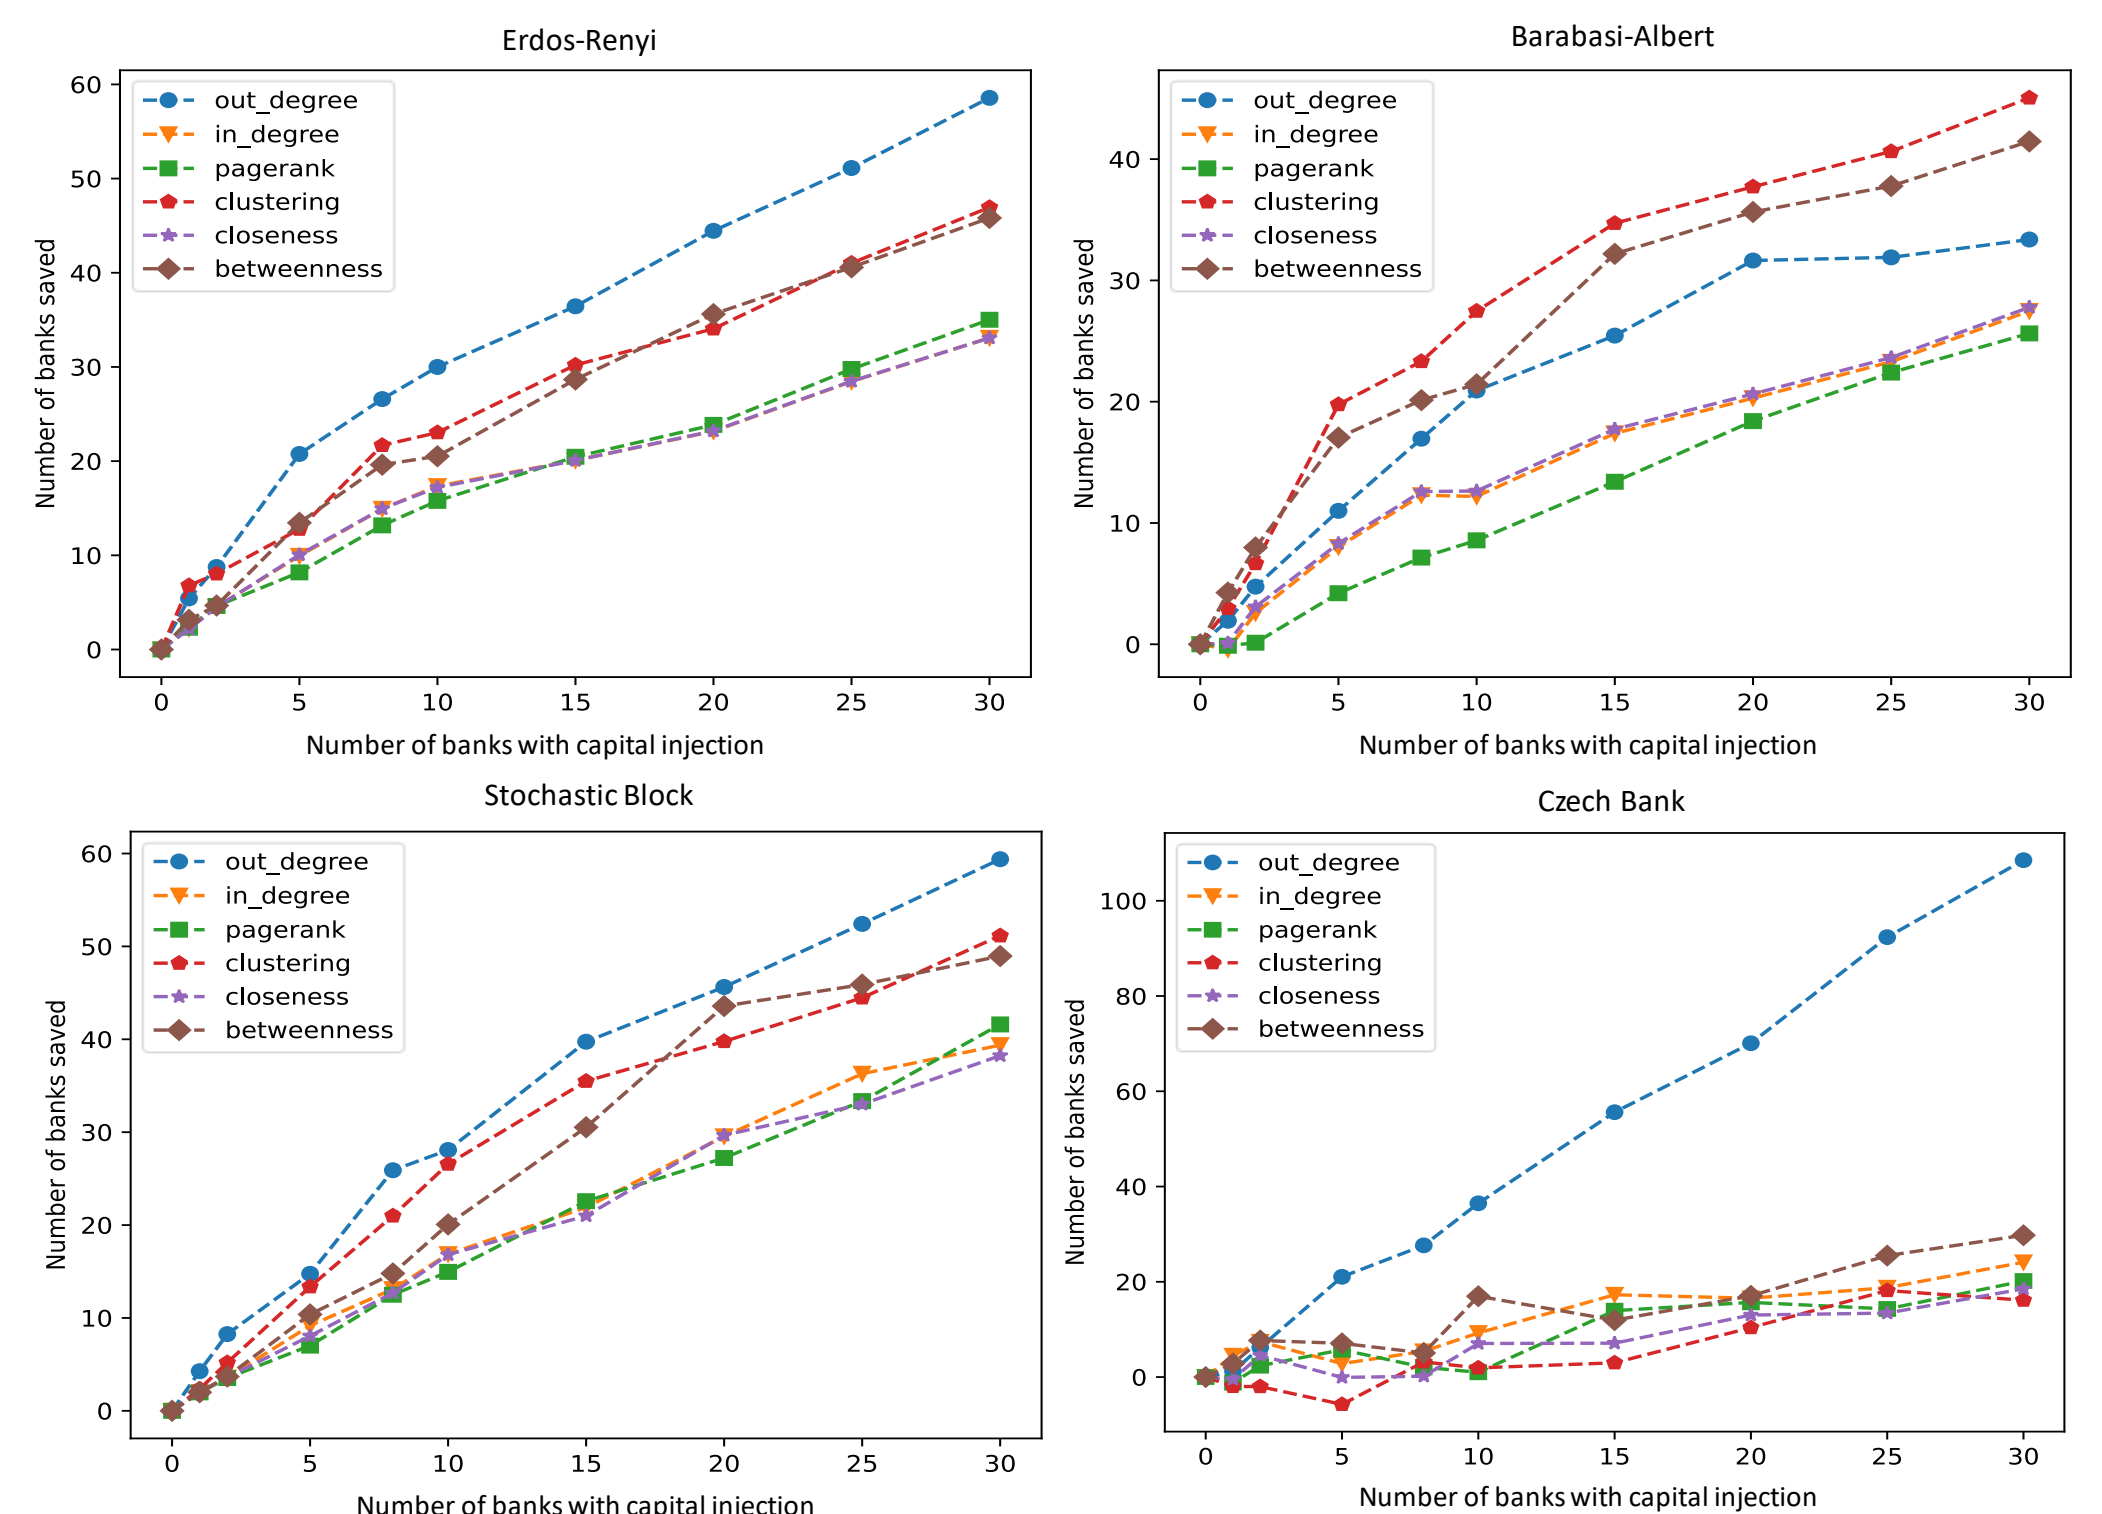 Erdos-Renyi
60
50
40
30
20
10
0
Number of banks saved
out_degree
in_degree
pagerank
clustering
closeness
betweenness
0 5 10 15 20 25 30
Number of banks with capital injection
Barabasi-Albert
40
30
20
10
0
Number of banks saved
out_degree
in_degree
pagerank
clustering
closeness
betweenness
0 5 10 15 20 25 30
Number of banks with capital injection
Stochastic Block
60
50
40
30
20
10
0
Number of banks saved
out_degree
in_degree
pagerank
clustering
closeness
betweenness
0 5 10 15 20 25 30
Number of banks with capital injection
Czech Bank
100
80
60
40
20
0
Number of banks saved
out_degree
in_degree
pagerank
clustering
closeness
betweenness
0 5 10 15 20 25 30
Number of banks with capital injection